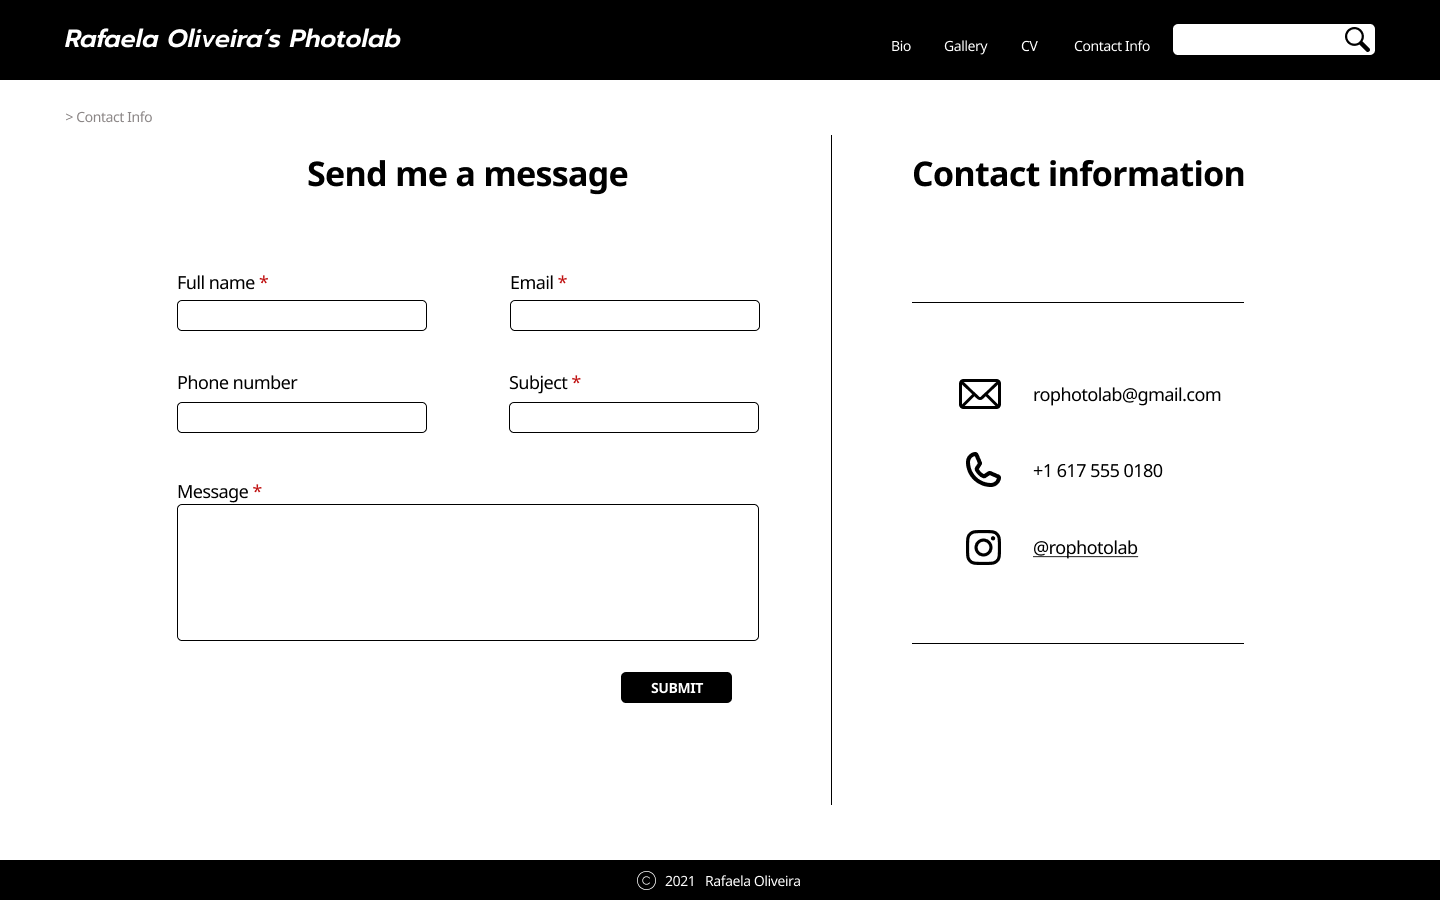 Rafaela Oliveira’s Photolab
Bio Gallery CV Contact Info
> Contact Info
Send me a message
Full name *
Email *
Phone number
Subject *
Message *
SUBMIT
Contact information
rophotolab@gmail.com
+1 617 555 0180
@rophotolab
© 2021 Rafaela Oliveira